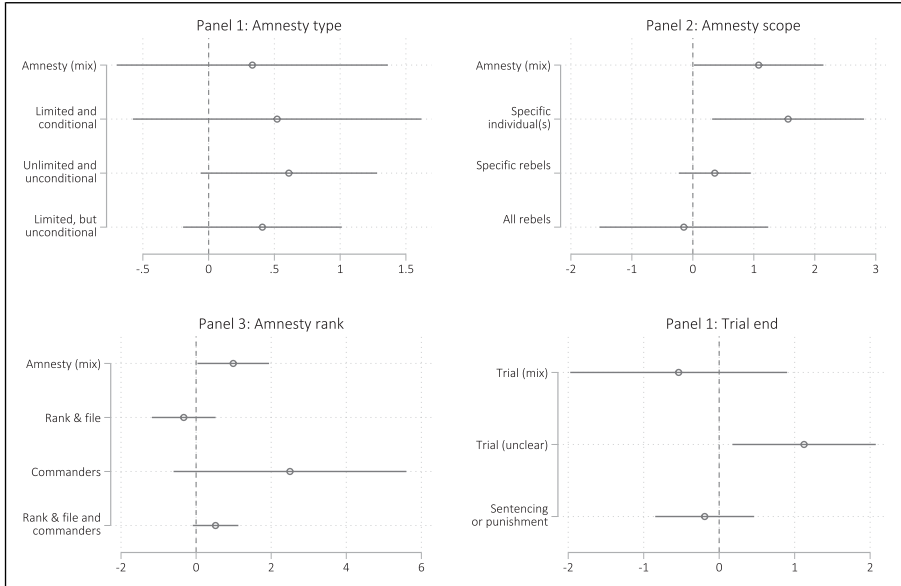 Panel 1: Amnesty type
Amnesty (mix)
Limited and
conditional
Unlimited and
unconditional
Limited, but
unconditional
-.5 0 .5 1 1.5
Panel 2: Amnesty scope
Amnesty (mix)
Specific
individual(s)
Specific rebels
All rebels
-2 -1 0 1 2 3
Panel 3: Amnesty rank
Amnesty (mix)
Rank & file
Commanders
Rank & file and
commanders
-2 0 2 4 6
Panel 1: Trial end
Trial (mix)
Trial (unclear)
Sentencing
or punishment
-2 -1 0 1 2